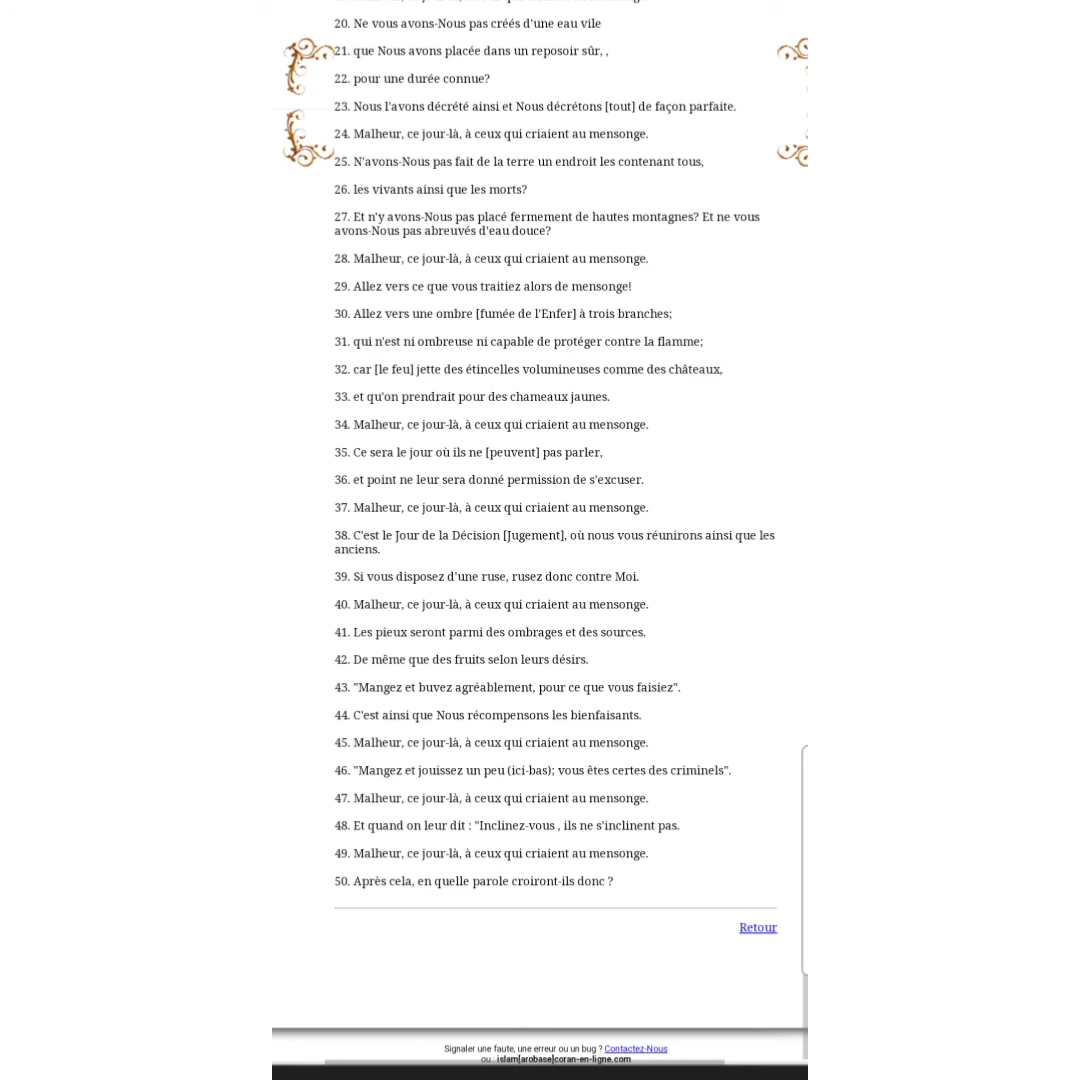 20. Ne vous avons-Nous pas créés d'une eau vile
21. que Nous avons placée dans un reposoir sûr, ,
22. pour une durée connue?
23. Nous l'avons décrété ainsi et Nous décrétons [tout] de façon parfaite.
24. Malheur, ce jour-là, à ceux qui criaient au mensonge.
25. N'avons-Nous pas fait de la terre un endroit les contenant tous,
26. les vivants ainsi que les morts?
27. Et n'y avons-Nous pas placé fermement de hautes montagnes? Et ne vous
avons-Nous pas abreuvés d'eau douce?
28. Malheur, ce jour-là, à ceux qui criaient au mensonge.
29. Allez vers ce que vous traitiez alors de mensonge!
30. Allez vers une ombre [fumée de l'Enfer] à trois branches;
31. qui n'est ni ombreuse ni capable de protéger contre la flamme;
32. car [le feu] jette des étincelles volumineuses comme des châteaux,
33. et qu'on prendrait pour des chameaux jaunes.
34. Malheur, ce jour-là, à ceux qui criaient au mensonge.
35. Ce sera le jour où ils ne [peuvent] pas parler,
36. et point ne leur sera donné permission de s'excuser.
37. Malheur, ce jour-là, à ceux qui criaient au mensonge.
38. C'est le Jour de la Décision [Jugement], où nous vous réunirons ainsi que les
anciens.
39. Si vous disposez d'une ruse, rusez donc contre Moi.
40. Malheur, ce jour-là, à ceux qui criaient au mensonge.
41. Les pieux seront parmi des ombrages et des sources.
42. De même que des fruits selon leurs désirs.
43. "Mangez et buvez agréablement, pour ce que vous faisiez".
44. C'est ainsi que Nous récompensons les bienfaisants.
45. Malheur, ce jour-là, à ceux qui criaient au mensonge.
46. "Mangez et jouissez un peu (ici-bas); vous êtes certes des criminels".
47. Malheur, ce jour-là, à ceux qui criaient au mensonge.
48. Et quand on leur dit : "Inclinez-vous , ils ne s'inclinent pas.
49. Malheur, ce jour-là, à ceux qui criaient au mensonge.
50. Après cela, en quelle parole croiront-ils donc ?
Retour
Signaler une faute, une erreur ou un bug ? Contactez-Nous
ou : islam[arobase]coran-en-ligne.com